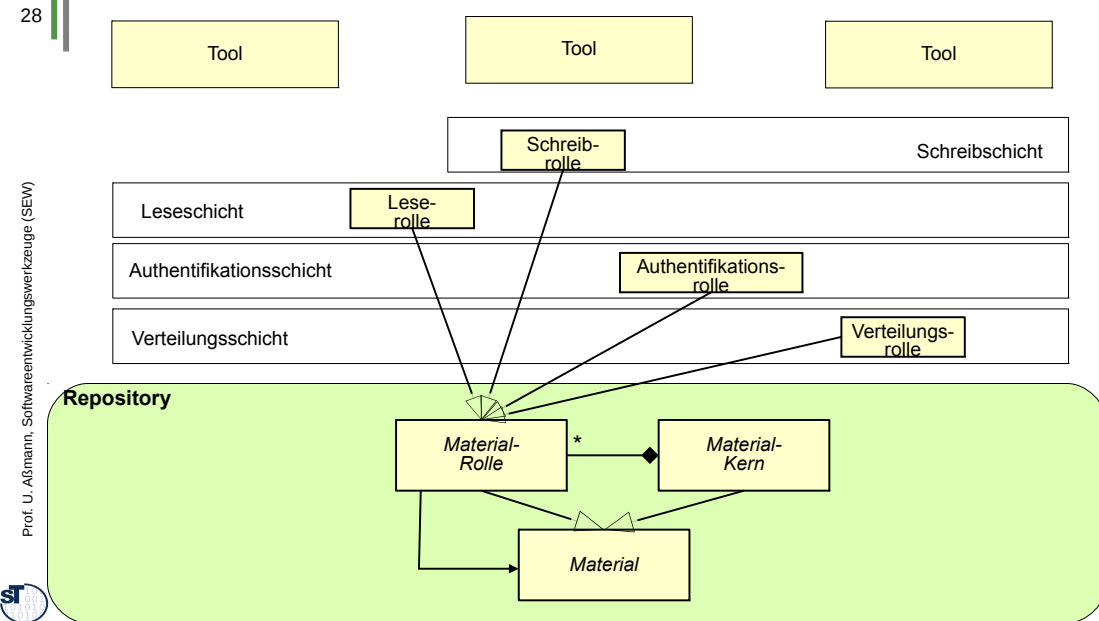 28
Tool
Tool
Tool
Schreib-
rolle
Schreibschicht
Leseschicht
Lese-
rolle
Authentifikationsschicht
Authentifikations-
rolle
Verteilungsschicht
Verteilungs-
rolle
Repository
Material-
Rolle
*
Material-
Kern
Material
Prof. U. Aßmann, Softwareentwicklungswerkzeuge (SEW)
ST